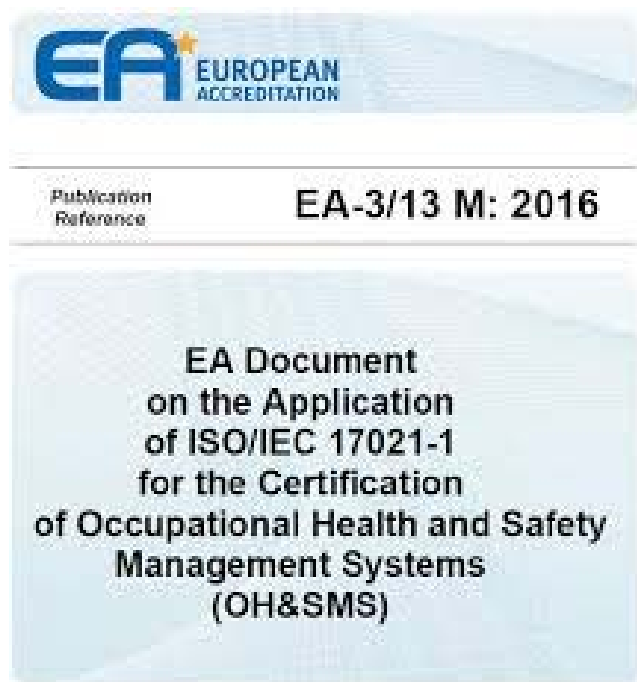 EA EUROPEAN
ACCREDITATION
Publication
Reference
EA-3/13 M: 2016
EA Document
on the Application
of ISO/IEC 17021-1
for the Certification
of Occupational Health and Safety
Management Systems
(OH&SMS)